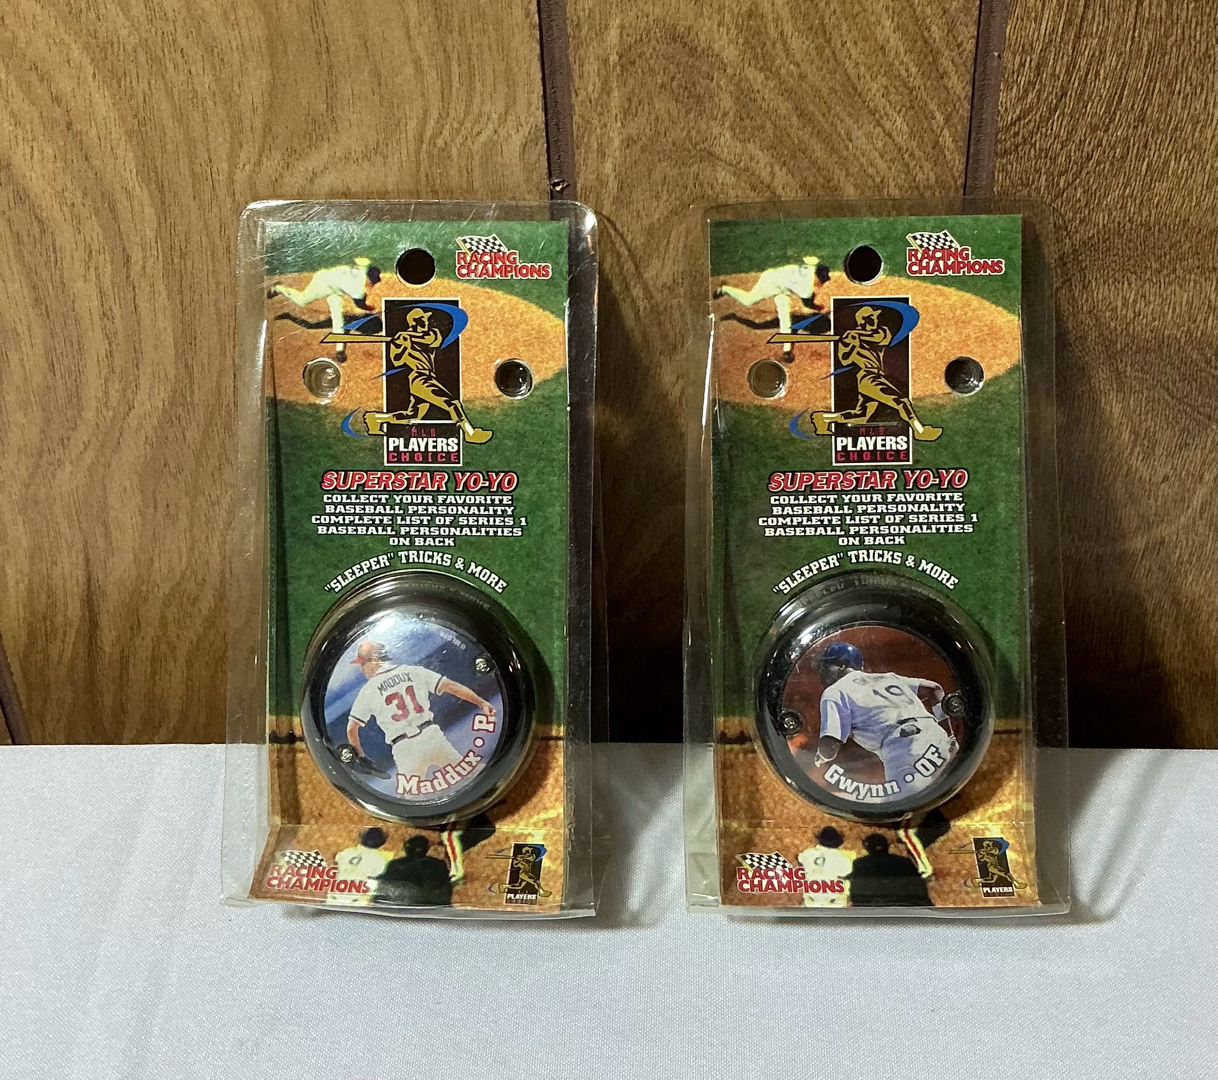 RACING
CHAMPIONS
MLB
PLAYERS
CHOICE
SUPERSTAR YO-YO
COLLECT YOUR FAVORITE
BASEBALL PERSONALITY
COMPLETE LIST OF SERIES 1
BASEBALL PERSONALITIES
ON BACK
"SLEEPER" TRICKS & MORE
MADDUX
31
Maddux • P
RACING
CHAMPIONS
PLAYERS
RACING
CHAMPIONS
MLB
PLAYERS
CHOICE
SUPERSTAR YO-YO
COLLECT YOUR FAVORITE
BASEBALL PERSONALITY
COMPLETE LIST OF SERIES 1
BASEBALL PERSONALITIES
ON BACK
"SLEEPER" TRICKS & MORE
19
Gwynn • OF
RACING
CHAMPIONS
PLAYERS